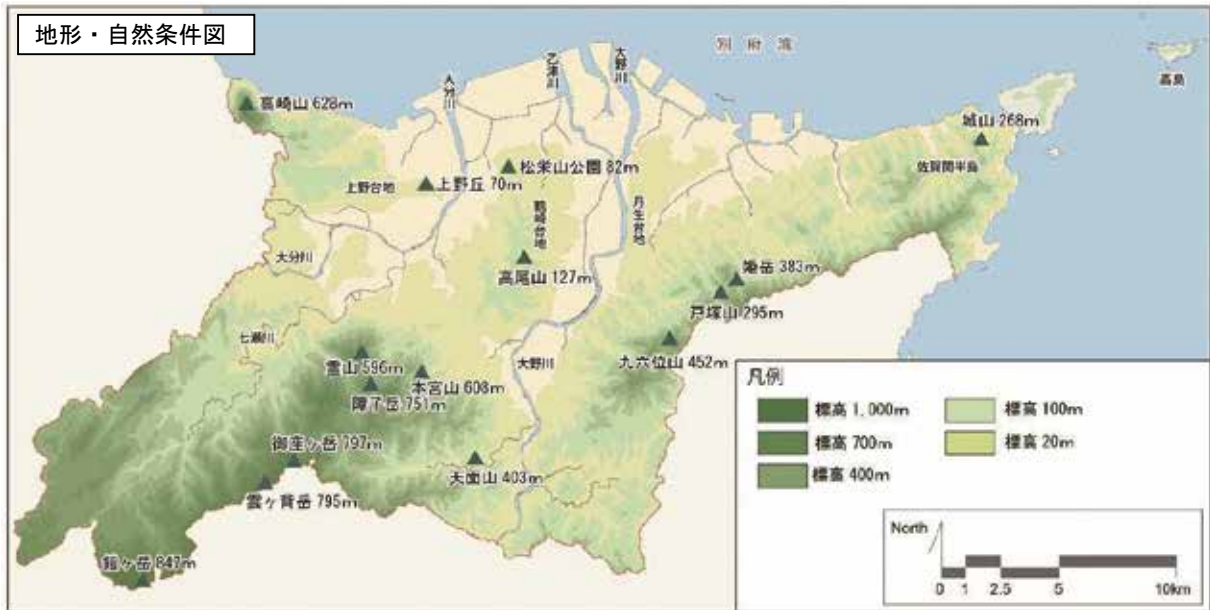 地形・自然条件図
別府湾
高島
高崎山 628m
大分川
乙津川
大野川
城山 268m
佐賀関半島
松栄山公園 82m
上野台地
上野丘 70m
鶴崎台地
丹生台地
大分川
高尾山 127m
姫岳 383m
戸塚山 295m
七瀬川
九六位山 452m
大野川
霊山 596m
本宮山 608m
障子岳 751m
御座ヶ岳 797m
天面山 403m
雲ヶ背岳 795m
鎧ヶ岳 847m
凡例
標高 1,000m
標高 100m
標高 700m
標高 20m
標高 400m
North
0 1 2.5 5 10km